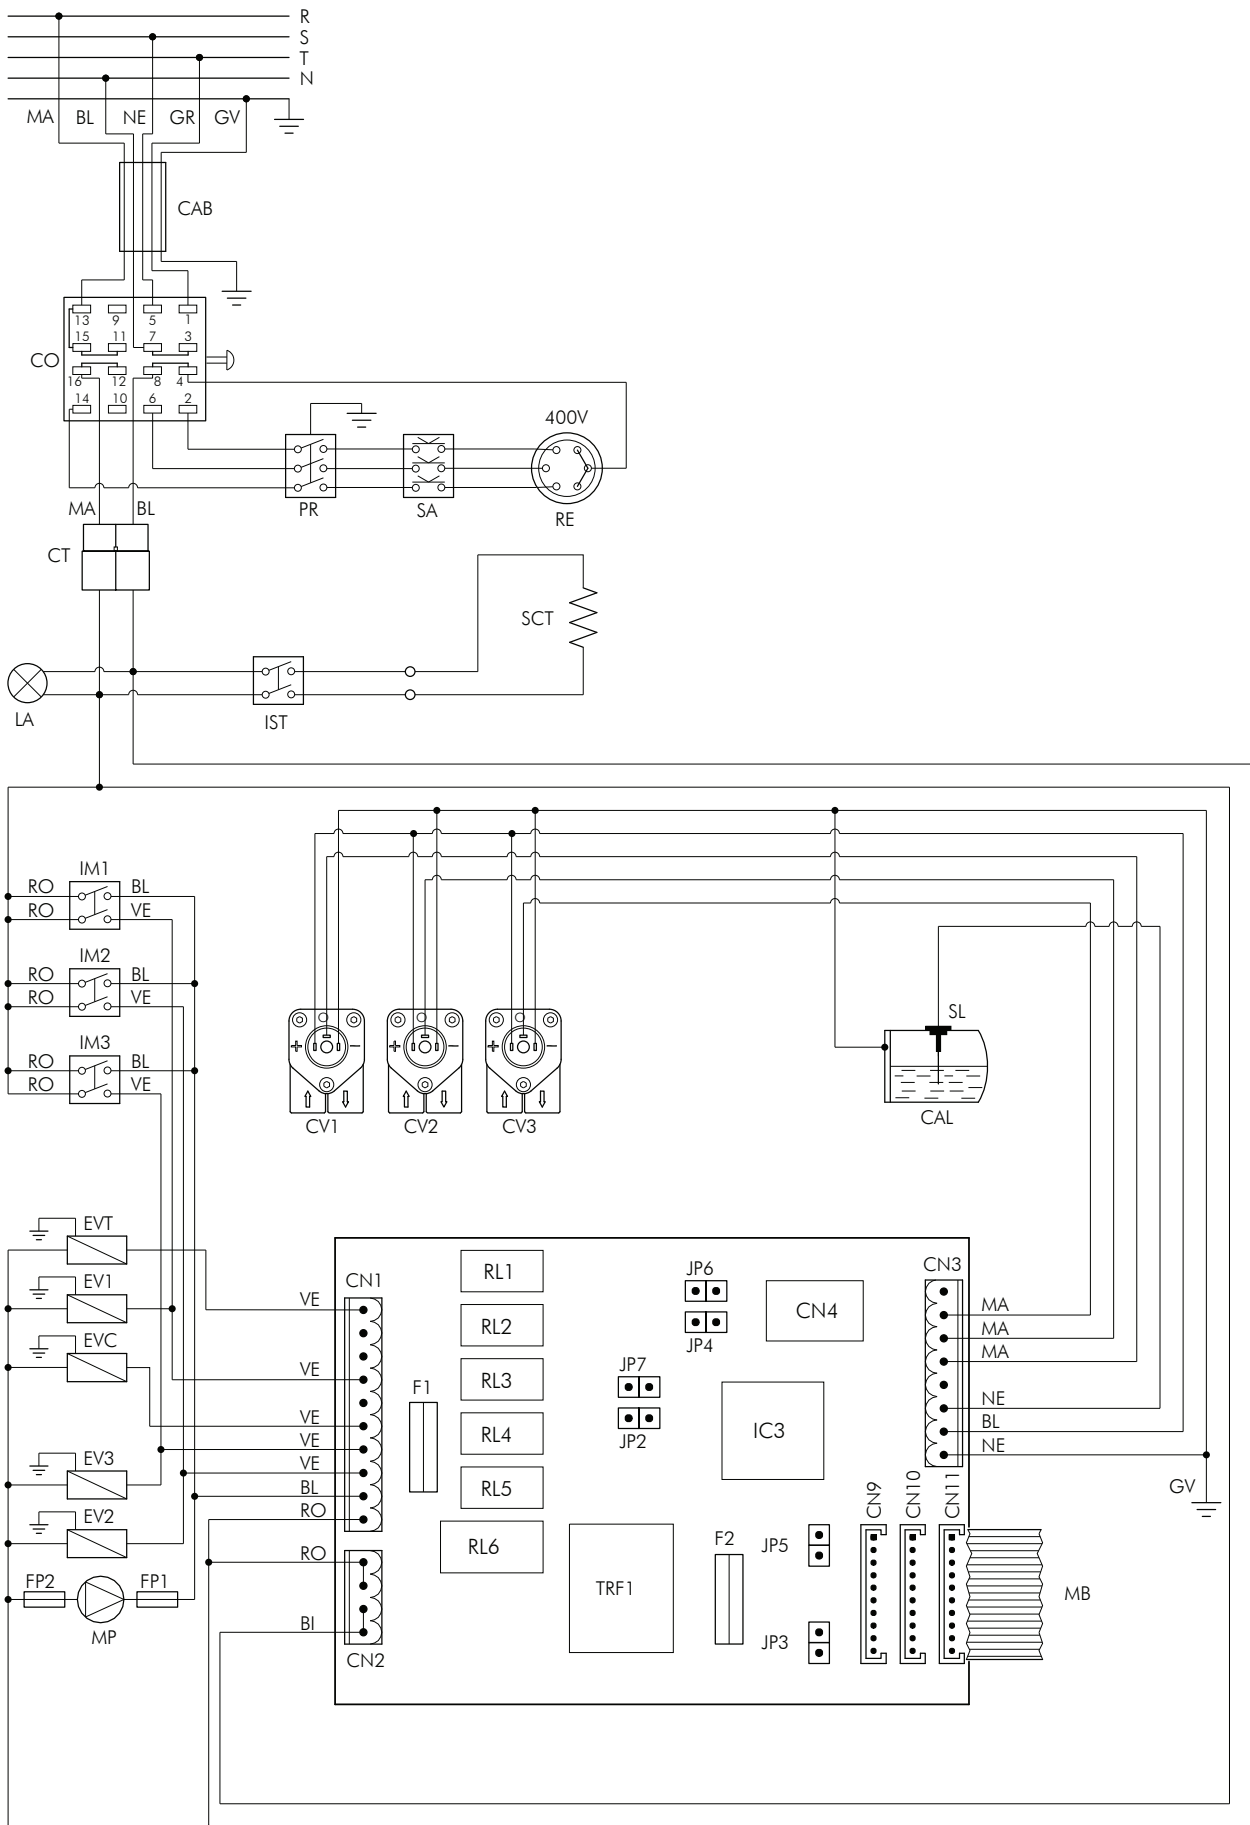 R
S
T
N
MA BL NE GR GV
CAB
13 9 5 1
15 11 7 3
CO
16 12 8 4
14 10 6 2
400V
PR SA RE
MA BL
CT
SCT
LA IST
IM1
RO BL
RO VE
IM2
RO BL
RO VE
IM3
RO BL
RO VE
+ − + − + −
CV1 CV2 CV3
SL
CAL
EVT
EV1
EVC
EV3
EV2
FP2 FP1
MP
VE
VE
VE
VE
VE
BL
RO
RO
BI
CN1
CN2
F1
RL1
RL2
RL3
RL4
RL5
RL6
TRF1
JP6
JP4
JP7
JP2
CN4
IC3
F2
JP5
JP3
CN3
MA
MA
MA
NE
BL
NE
GV
CN9 CN10 CN11
MB